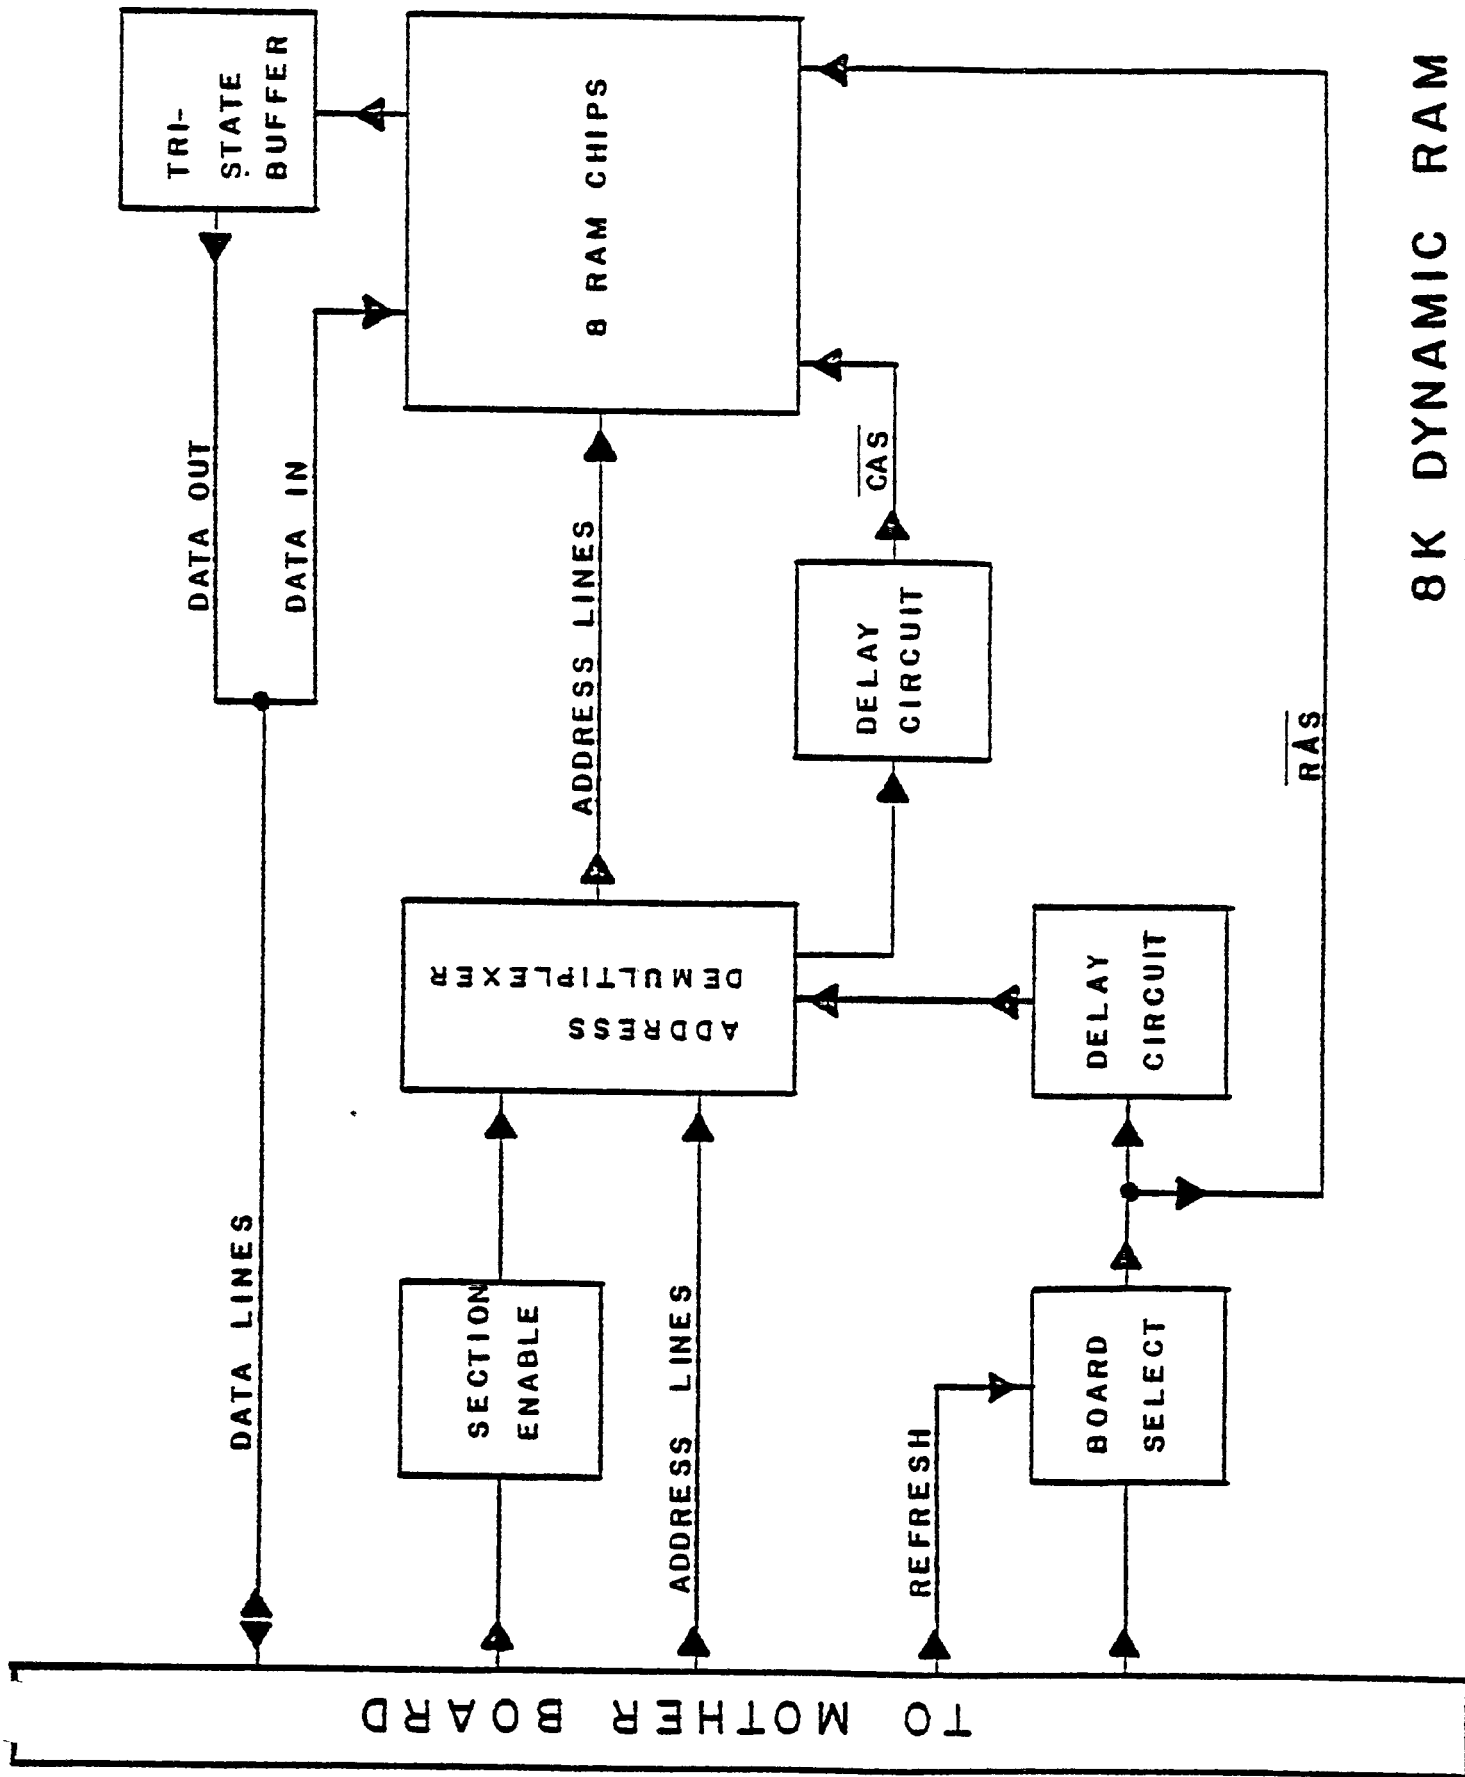 TRI-
STATE
BUFFER
8 RAM CHIPS
DATA OUT
DATA IN
ADDRESS LINES
CAS
DELAY
CIRCUIT
RAS
ADDRESS
DEMULTIPLEXER
DELAY
CIRCUIT
DATA LINES
SECTION
ENABLE
ADDRESS LINES
REFRESH
BOARD
SELECT
TO MOTHER BOARD
8K DYNAMIC RAM